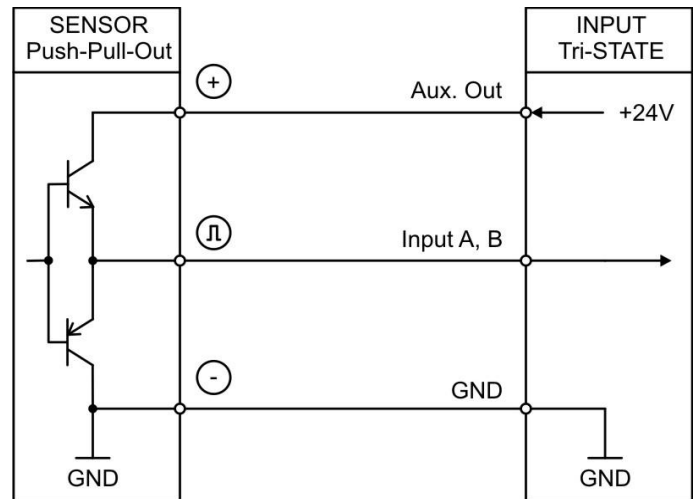 SENSOR
Push-Pull-Out
INPUT
Tri-STATE
+
Aux. Out
+24V
Input A, B
-
GND
GND
GND